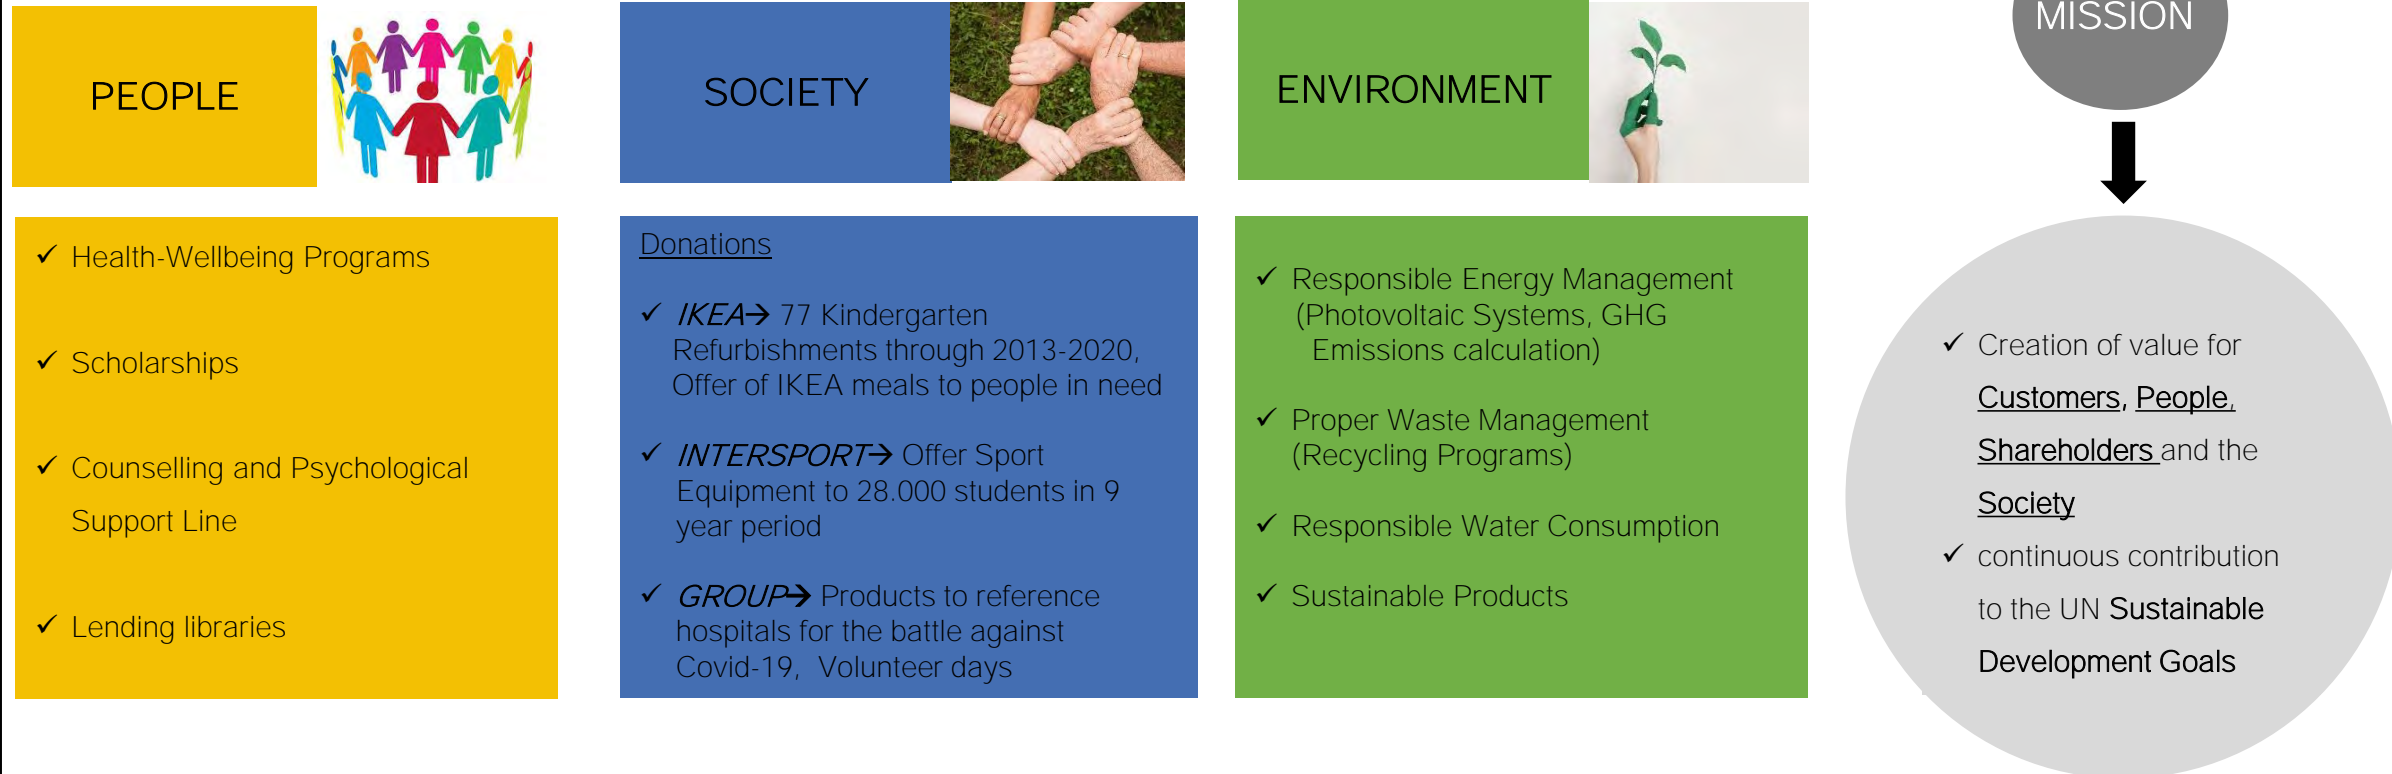 PEOPLE
✓ Health-Wellbeing Programs
✓ Scholarships
✓ Counselling and Psychological
Support Line
✓ Lending libraries
SOCIETY
Donations
✓ IKEA→ 77 Kindergarten
Refurbishments through 2013-2020,
Offer of IKEA meals to people in need
✓ INTERSPORT→ Offer Sport
Equipment to 28.000 students in 9
year period
✓ GROUP→ Products to reference
hospitals for the battle against
Covid-19, Volunteer days
ENVIRONMENT
✓ Responsible Energy Management
(Photovoltaic Systems, GHG
Emissions calculation)
✓ Proper Waste Management
(Recycling Programs)
✓ Responsible Water Consumption
✓ Sustainable Products
MISSION
✓ Creation of value for
Customers, People,
Shareholders and the
Society
✓ continuous contribution
to the UN Sustainable
Development Goals